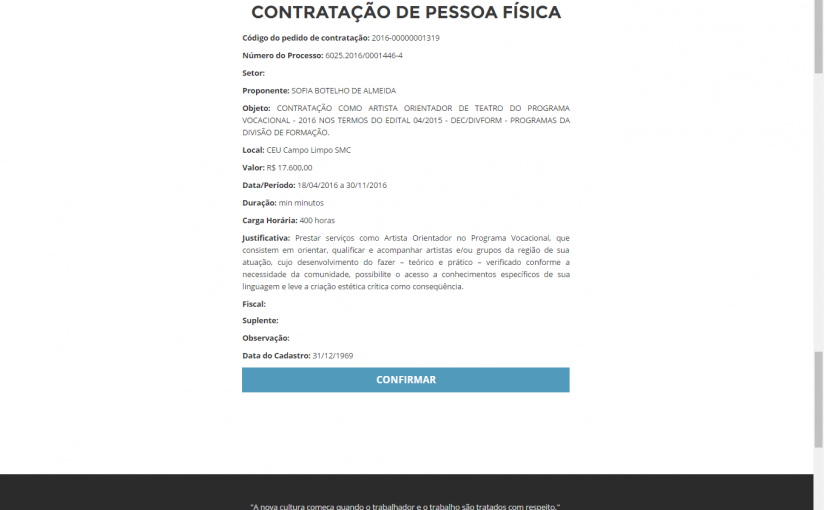 CONTRATAÇÃO DE PESSOA FÍSICA
Código do pedido de contratação: 2016-00000001319
Número do Processo: 6025.2016/0001446-4
Setor:
Proponente: SOFIA BOTELHO DE ALMEIDA
Objeto: CONTRATAÇÃO COMO ARTISTA ORIENTADOR DE TEATRO DO PROGRAMA
VOCACIONAL - 2016 NOS TERMOS DO EDITAL 04/2015 - DEC/DIVFORM - PROGRAMAS DA
DIVISÃO DE FORMAÇÃO.
Local: CEU Campo Limpo SMC
Valor: R$ 17.600,00
Data/Período: 18/04/2016 a 30/11/2016
Duração: min minutos
Carga Horária: 400 horas
Justificativa: Prestar serviços como Artista Orientador no Programa Vocacional, que
consistem em orientar, qualificar e acompanhar artistas e/ou grupos da região de sua
atuação, cujo desenvolvimento do fazer – teórico e prático – verificado conforme a
necessidade da comunidade, possibilite o acesso a conhecimentos específicos de sua
linguagem e leve a criação estética crítica como conseqüência.
Fiscal:
Suplente:
Observação:
Data do Cadastro: 31/12/1969
CONFIRMAR
"A nova cultura começa quando o trabalhador e o trabalho são tratados com respeito."